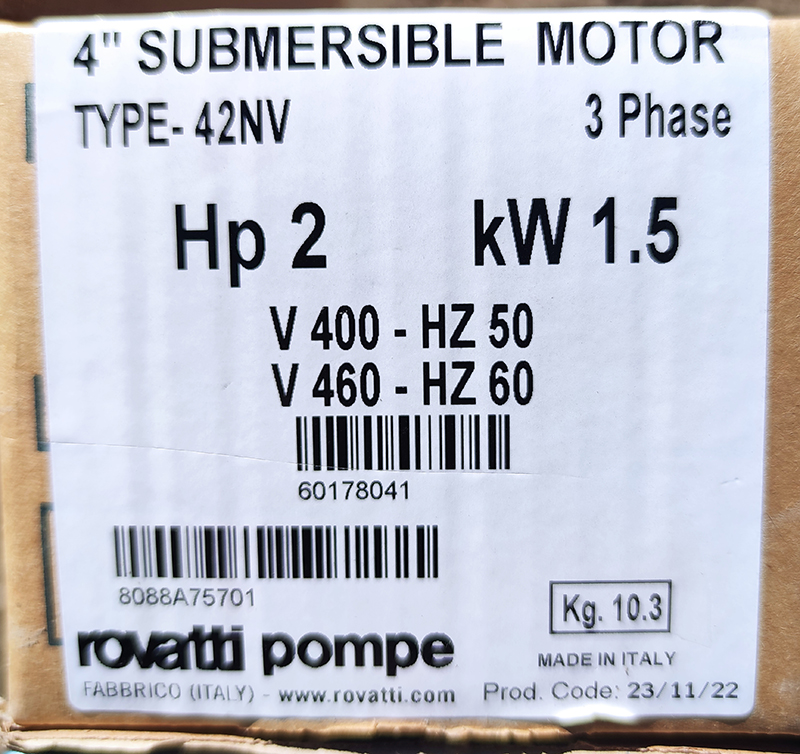 4" SUBMERSIBLE MOTOR
TYPE- 42NV 3 Phase
Hp 2 kW 1.5
V 400 - HZ 50
V 460 - HZ 60
60178041
8088A75701
Kg. 10.3
rovatti pompe
MADE IN ITALY
FABBRICO (ITALY) - www.rovatti.com Prod. Code: 23/11/22